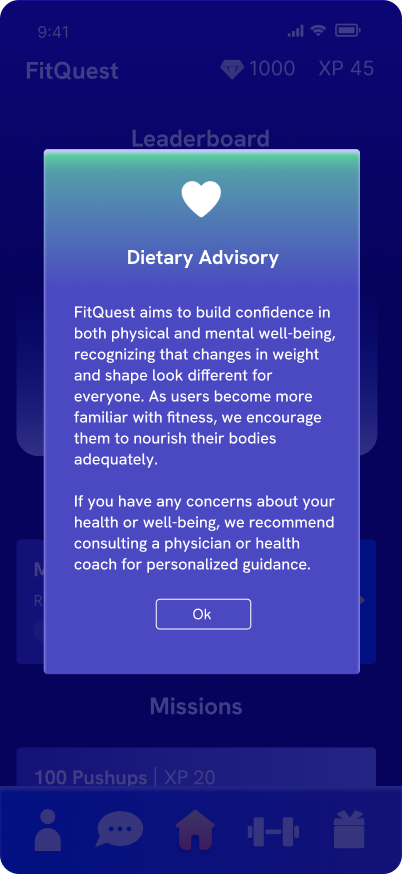 9:41
FitQuest 1000 XP 45
Leaderboard
Dietary Advisory
FitQuest aims to build confidence in
both physical and mental well-being,
recognizing that changes in weight
and shape look different for
everyone. As users become more
familiar with fitness, we encourage
them to nourish their bodies
adequately.
If you have any concerns about your
health or well-being, we recommend
consulting a physician or health
coach for personalized guidance.
Ok
Missions
100 Pushups | XP 20